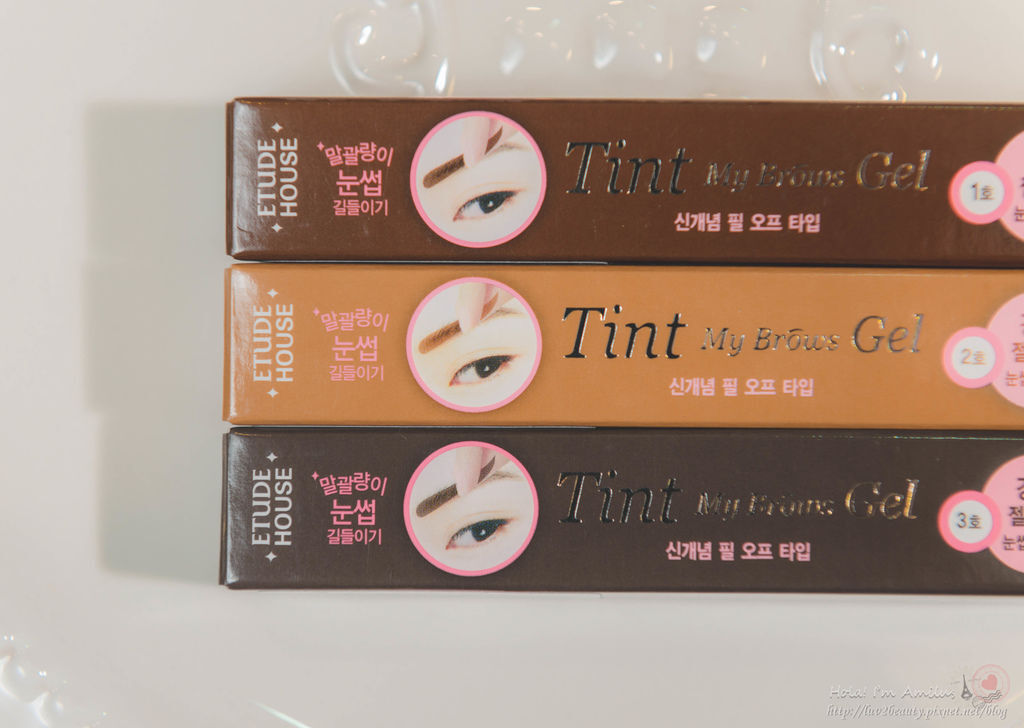 ETUDE
HOUSE
말괄량이
눈썹
길들이기
Tint My Brows Gel
신개념 필 오프 타입
1호
ETUDE
HOUSE
말괄량이
눈썹
길들이기
Tint My Brōws Gel
신개념 필 오프 타입
2호
ETUDE
HOUSE
말괄량이
눈썹
길들이기
Tint My Brows Gel
신개념 필 오프 타입
3호
Hola! I'm Amilus
http://luv3beauty.pixnet.net/blog